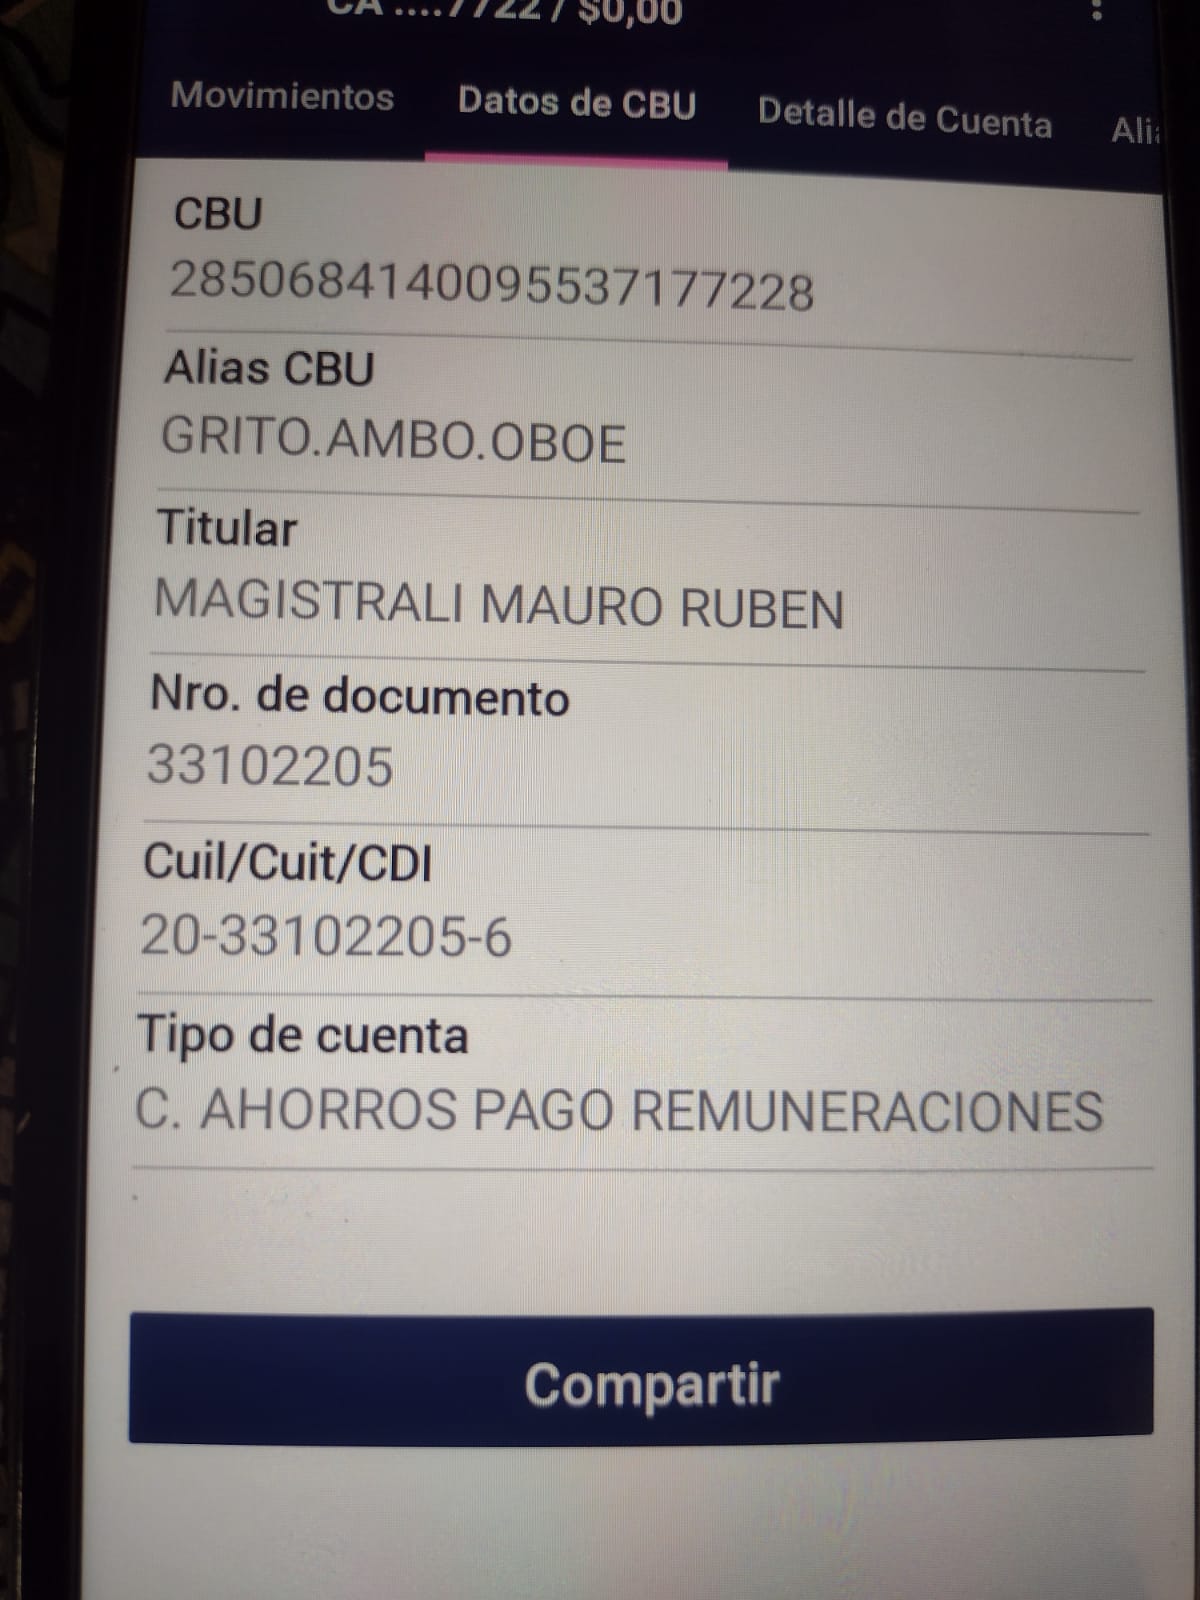 CA ....7722 / $0,00
Movimientos Datos de CBU Detalle de Cuenta
CBU
2850684140095537177228
Alias CBU
GRITO.AMBO.OBOE
Titular
MAGISTRALI MAURO RUBEN
Nro. de documento
33102205
Cuil/Cuit/CDI
20-33102205-6
Tipo de cuenta
C. AHORROS PAGO REMUNERACIONES
Compartir